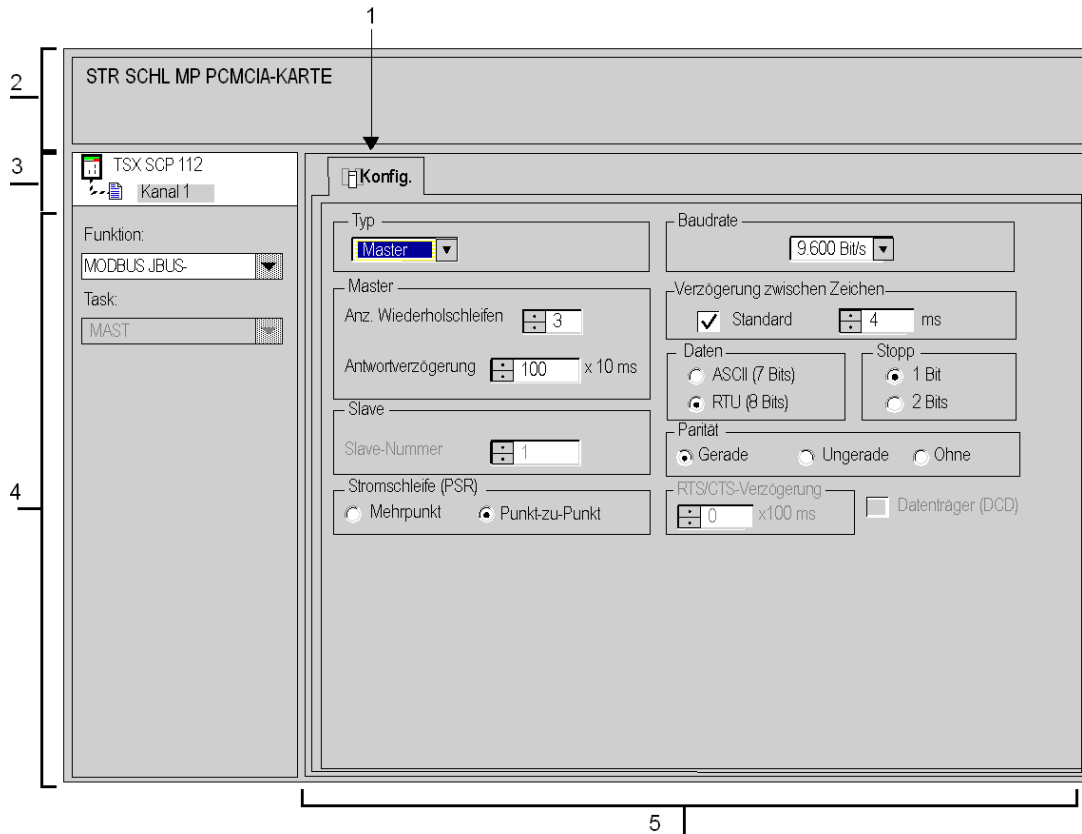 1
2
STR SCHL MP PCMCIA-KARTE
3
TSX SCP 112
Kanal 1
Konfig.
4
Funktion:
MODBUS JBUS-
Task:
MAST
Typ
Master
Master
Anz. Wiederholschleifen 3
Antwortverzögerung 100 x 10 ms
Slave
Slave-Nummer 1
Stromschleife (PSR)
Mehrpunkt Punkt-zu-Punkt
Baudrate
9.600 Bit/s
Verzögerung zwischen Zeichen
Standard 4 ms
Daten
ASCII (7 Bits)
RTU (8 Bits)
Stopp
1 Bit
2 Bits
Parität
Gerade Ungerade Ohne
RTS/CTS-Verzögerung
0 x100 ms
Datenträger (DCD)
5